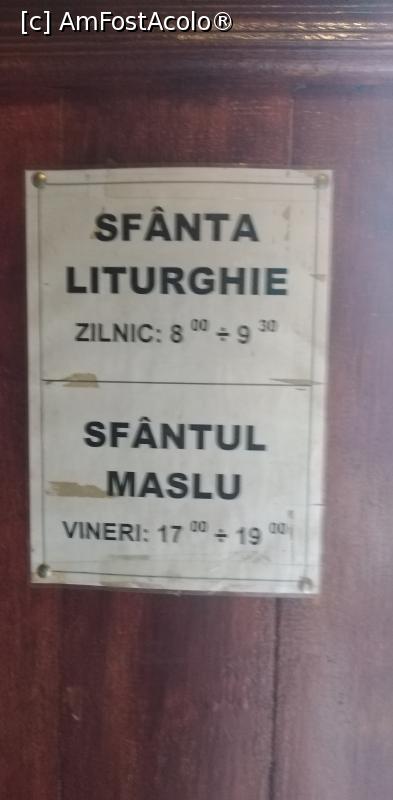 [c] AmFostAcolo®
SFÂNTA
LITURGHIE
ZILNIC: 8 00 ÷ 9 30
SFÂNTUL
MASLU
VINERI: 17 00 ÷ 19 00